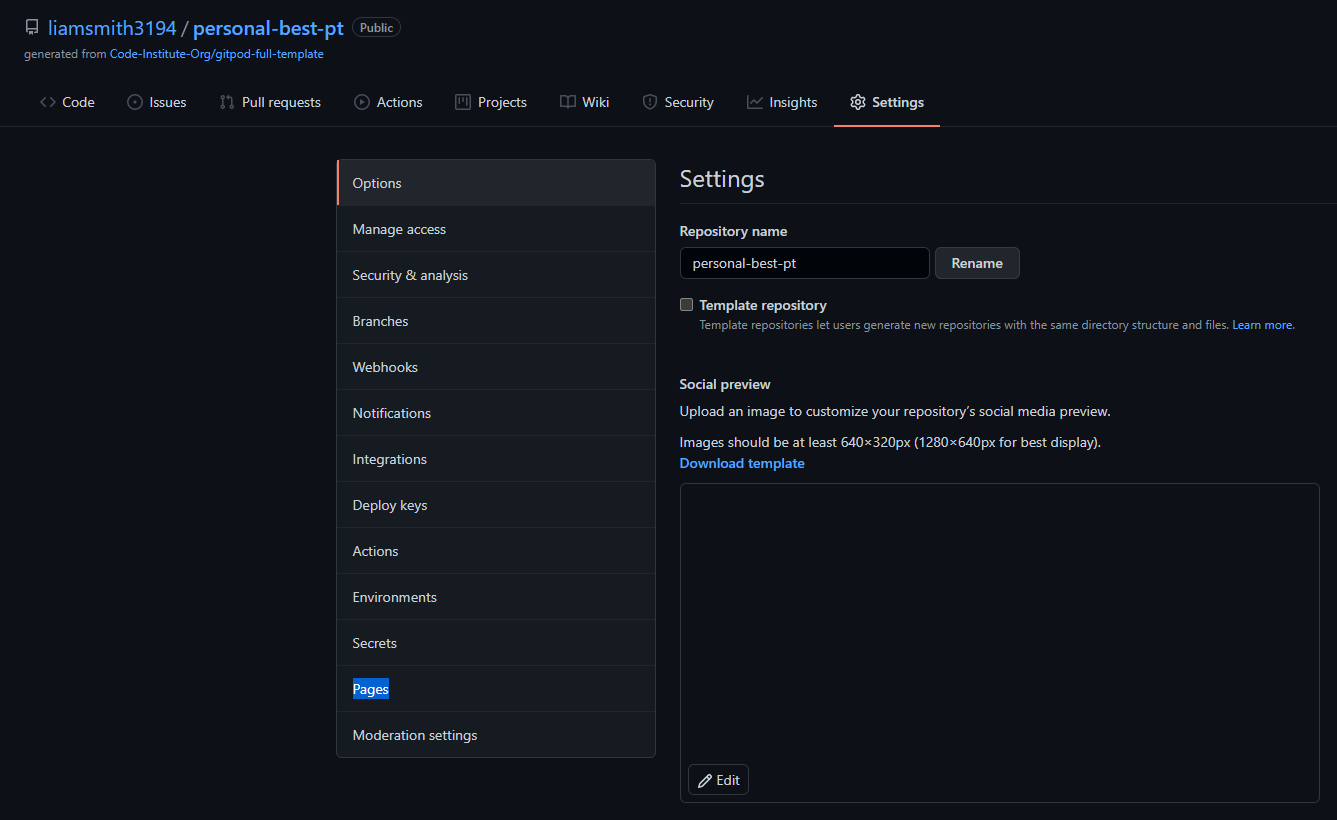 liamsmith3194 / personal-best-pt Public
generated from Code-Institute-Org/gitpod-full-template
Code Issues Pull requests Actions Projects Wiki Security Insights Settings
Options
Manage access
Security & analysis
Branches
Webhooks
Notifications
Integrations
Deploy keys
Actions
Environments
Secrets
Pages
Moderation settings
Settings
Repository name
personal-best-pt Rename
Template repository
Template repositories let users generate new repositories with the same directory structure and files. Learn more.
Social preview
Upload an image to customize your repository’s social media preview.
Images should be at least 640×320px (1280×640px for best display).
Download template
Edit